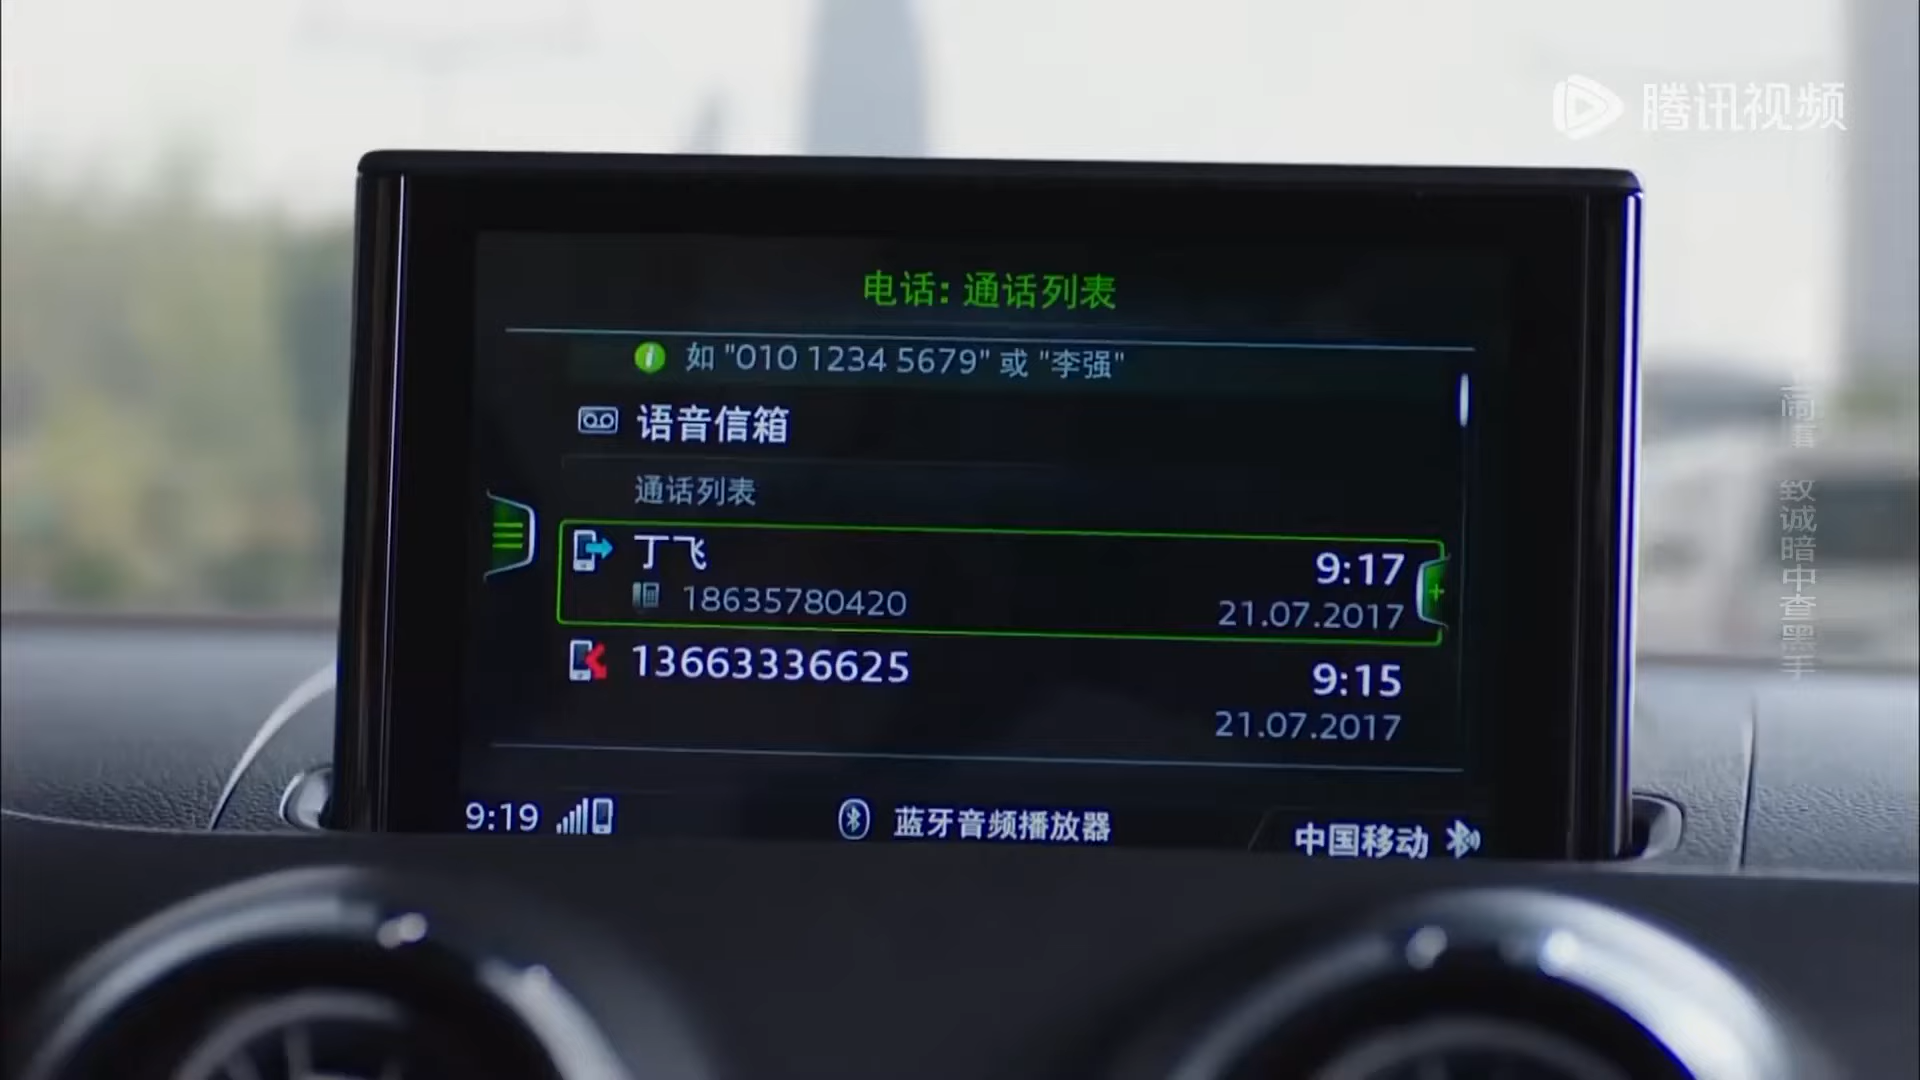 腾讯视频
电话: 通话列表
如 "010 1234 5679" 或 "李强"
语音信箱
通话列表
丁飞
9:17
18635780420
21.07.2017
13663336625
9:15
21.07.2017
9:19
蓝牙音频播放器
中国移动
致诚暗中查黑手